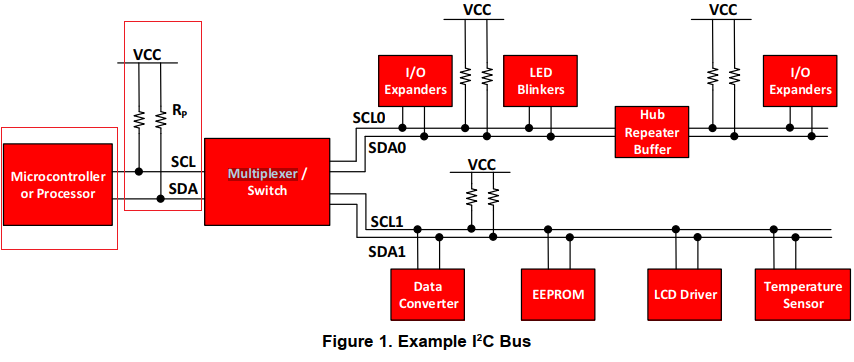 VCC
R_P
SCL
SDA
Microcontroller
or Processor
Multiplexer /
Switch
VCC
VCC
I/O
Expanders
LED
Blinkers
I/O
Expanders
SCL0
SDA0
Hub
Repeater
Buffer
VCC
SCL1
SDA1
Data
Converter
EEPROM
LCD Driver
Temperature
Sensor
Figure 1. Example I²C Bus